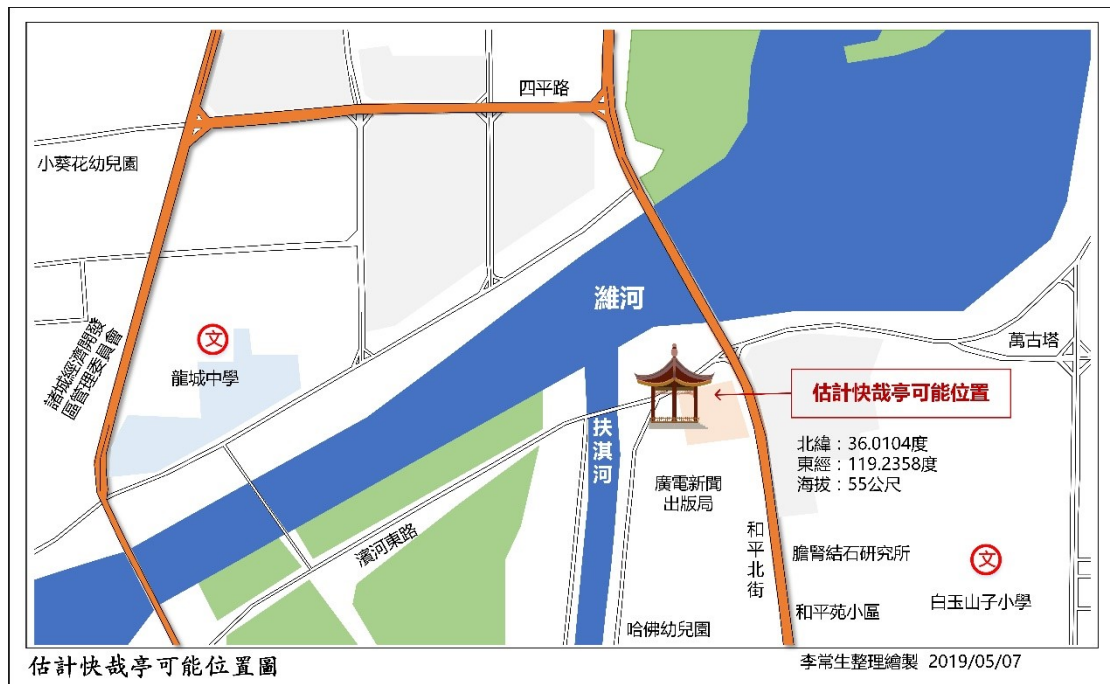 四平路
小葵花幼兒園
濰河
諸城經濟開發
區管理委員會
文
龍城中學
萬古塔
估計快哉亭可能位置
扶淇河
北緯：36.0104度
東經：119.2358度
海拔：55公尺
廣電新聞
出版局
和平北街
濱河東路
膽腎結石研究所
文
白玉山子小學
和平苑小區
哈佛幼兒園
估計快哉亭可能位置圖
李常生整理繪製 2019/05/07